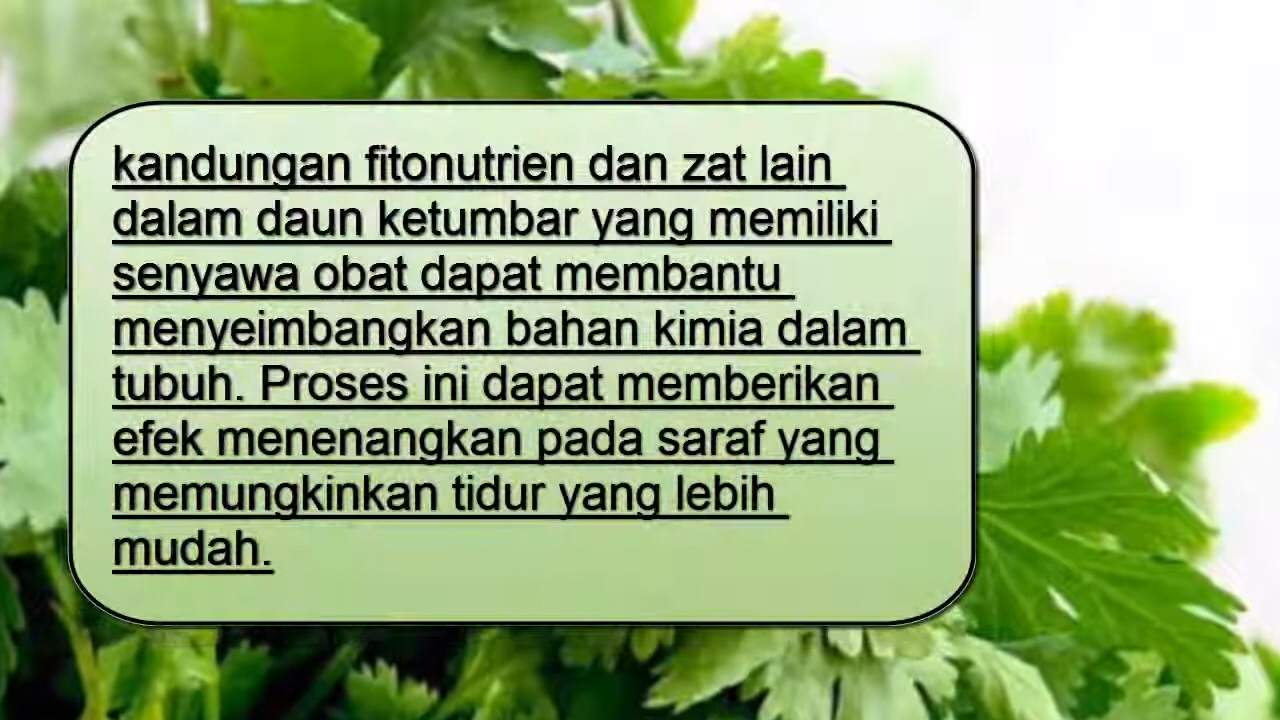 kandungan fitonutrien dan zat lain
dalam daun ketumbar yang memiliki
senyawa obat dapat membantu
menyeimbangkan bahan kimia dalam
tubuh. Proses ini dapat memberikan
efek menenangkan pada saraf yang
memungkinkan tidur yang lebih
mudah.